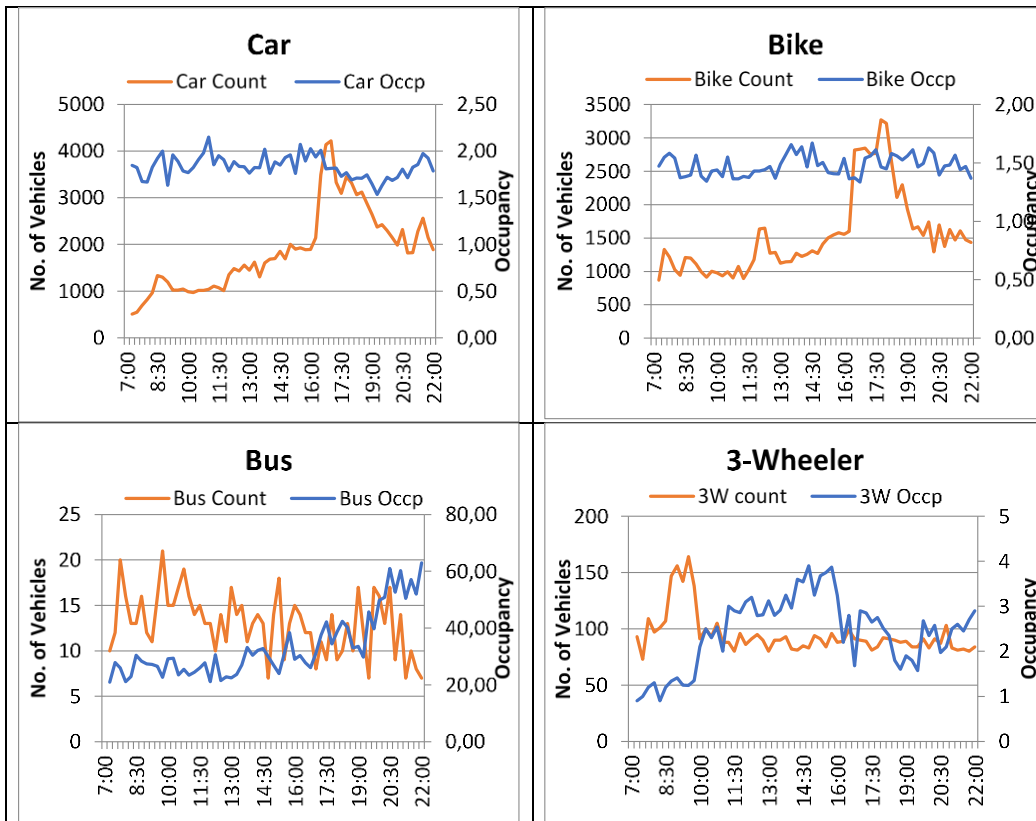 Car
Car Count Car Occp
5000
4000
3000
2000
1000
0
No. of Vehicles
2,50
2,00
1,50
1,00
0,50
0,00
Occupancy
7:00 8:30 10:00 11:30 13:00 14:30 16:00 17:30 19:00 20:30 22:00
Bike
Bike Count Bike Occp
3500
3000
2500
2000
1500
1000
500
0
No. of Vehicles
2,00
1,50
1,00
0,50
0,00
Occupancy
7:00 8:30 10:00 11:30 13:00 14:30 16:00 17:30 19:00 20:30 22:00
Bus
Bus Count Bus Occp
25
20
15
10
5
0
No. of Vehicles
80,00
60,00
40,00
20,00
0,00
Occupancy
7:00 8:30 10:00 11:30 13:00 14:30 16:00 17:30 19:00 20:30 22:00
3-Wheeler
3W count 3W Occp
200
150
100
50
0
No. of Vehicles
5
4
3
2
1
0
Occupancy
7:00 8:30 10:00 11:30 13:00 14:30 16:00 17:30 19:00 20:30 22:00